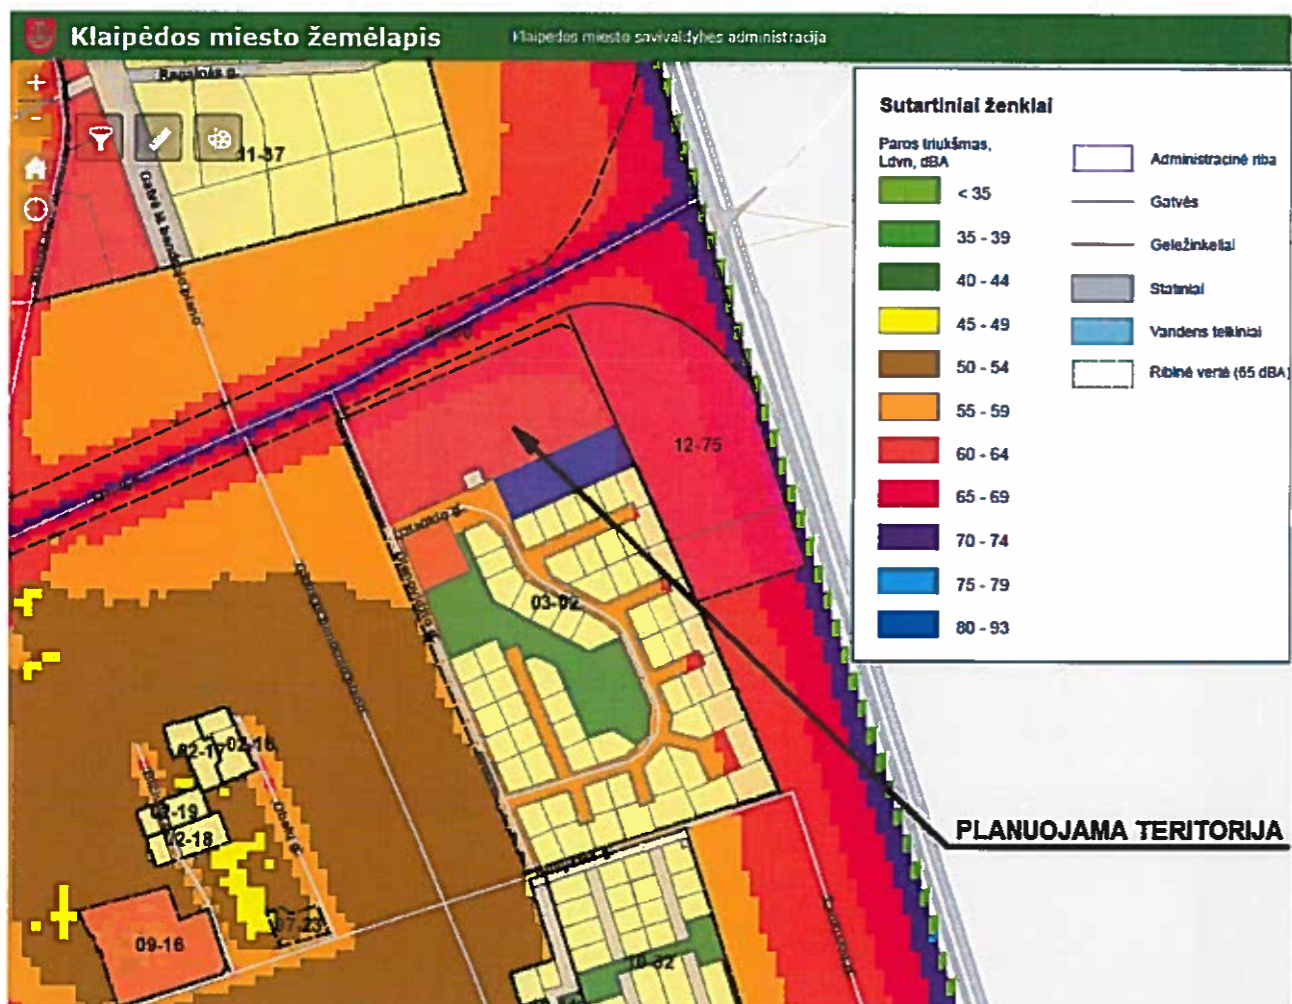 Klaipėdos miesto žemėlapis
Klaipėdos miesto savivaldybės administracija
+
-
Ragainės g.
11-37
Sutartiniai ženklai
Paros triukšmas,
Ldvn, dBA
< 35
35 - 39
40 - 44
45 - 49
50 - 54
55 - 59
60 - 64
65 - 69
70 - 74
75 - 79
80 - 93
Administracinė riba
Gatvės
Geležinkeliai
Statiniai
Vandens telkiniai
Ribinė vertė (65 dBA)
12-75
03-02
02-17
02-16
02-19
02-18
Obelų g.
09-16
07-23
10-32
PLANUOJAMA TERITORIJA